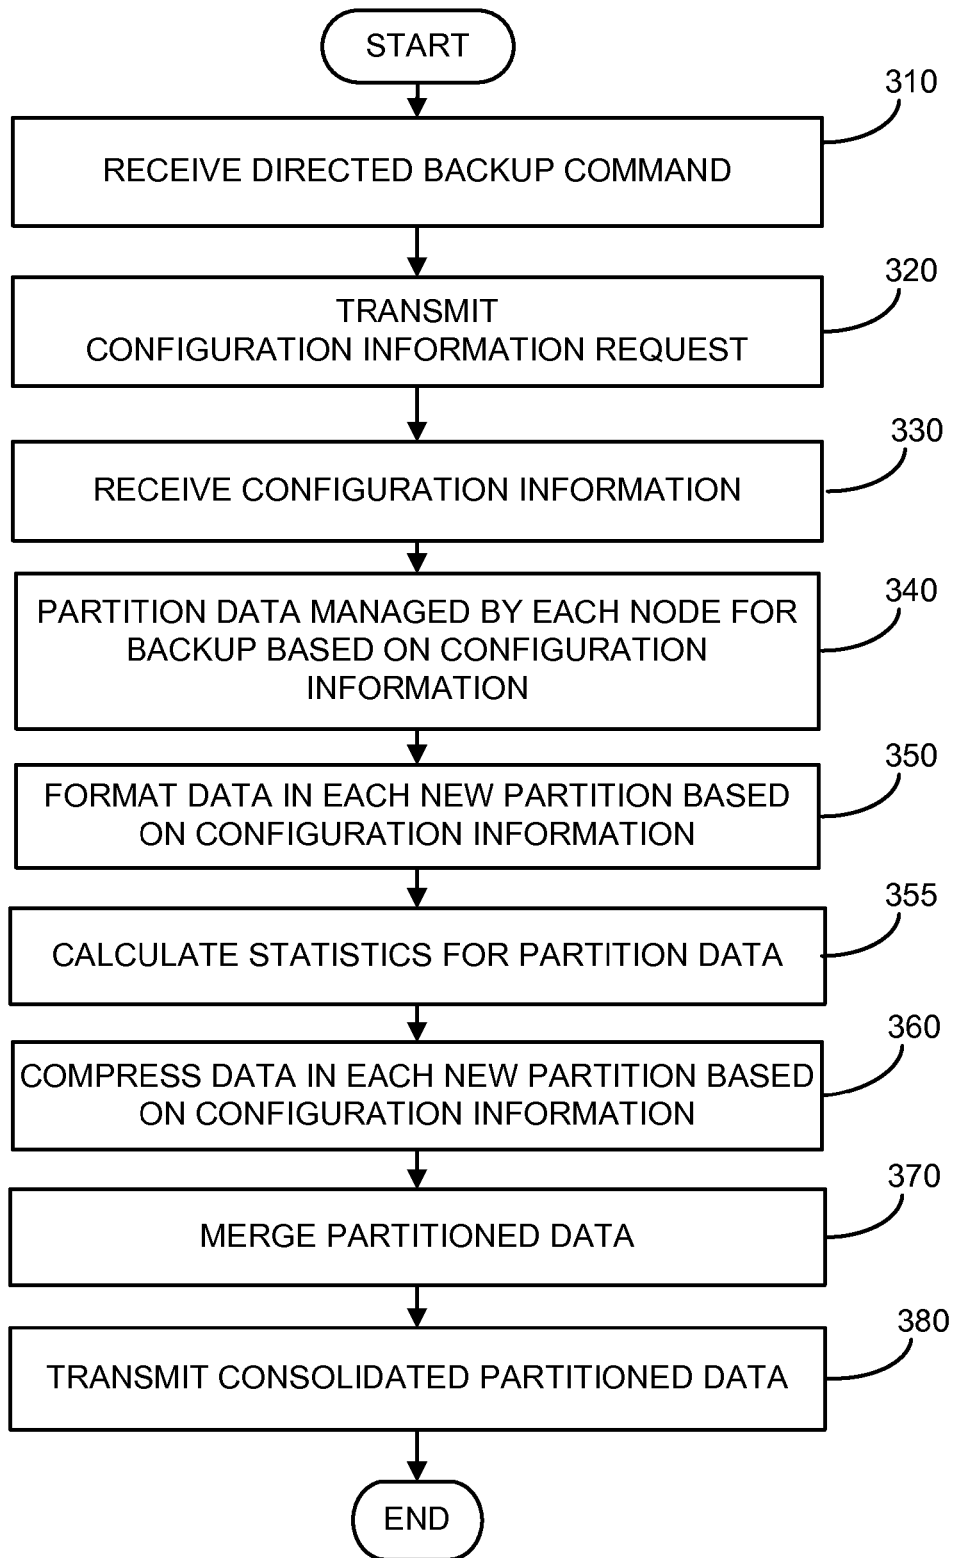 START
310
RECEIVE DIRECTED BACKUP COMMAND
320
TRANSMIT
CONFIGURATION INFORMATION REQUEST
330
RECEIVE CONFIGURATION INFORMATION
340
PARTITION DATA MANAGED BY EACH NODE FOR
BACKUP BASED ON CONFIGURATION
INFORMATION
350
FORMAT DATA IN EACH NEW PARTITION BASED
ON CONFIGURATION INFORMATION
355
CALCULATE STATISTICS FOR PARTITION DATA
360
COMPRESS DATA IN EACH NEW PARTITION BASED
ON CONFIGURATION INFORMATION
370
MERGE PARTITIONED DATA
380
TRANSMIT CONSOLIDATED PARTITIONED DATA
END